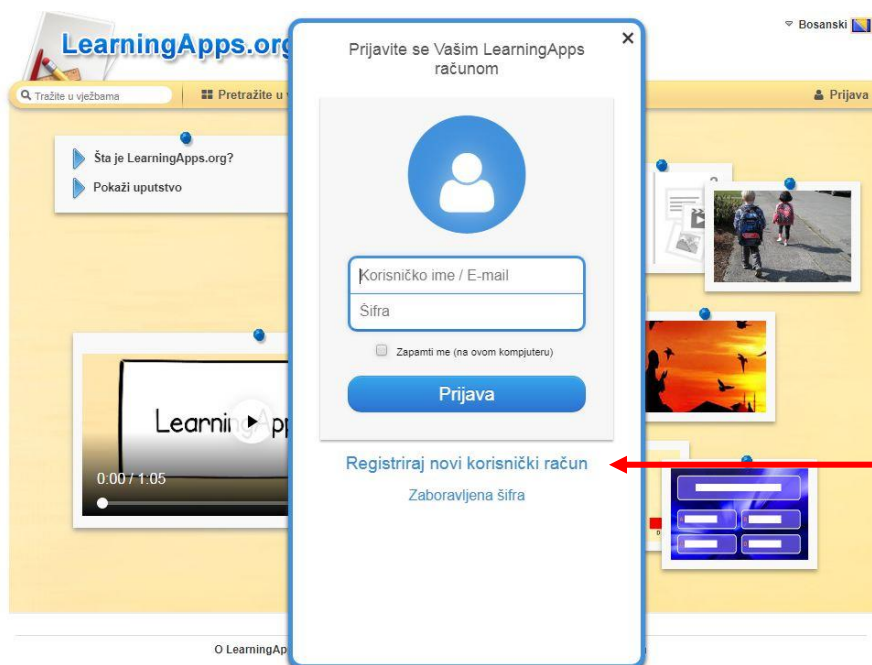 LearningApps.org
Bosanski
Tražite u vježbama
Pretražite u
Prijava
Šta je LearningApps.org?
Pokaži uputstvo
LearningApp
0:00 / 1:05
Prijavite se Vašim LearningApps
računom
Korisničko ime / E-mail
Šifra
Zapamti me (na ovom kompjuteru)
Prijava
Registriraj novi korisnički račun
Zaboravljena šifra
O LearningAp